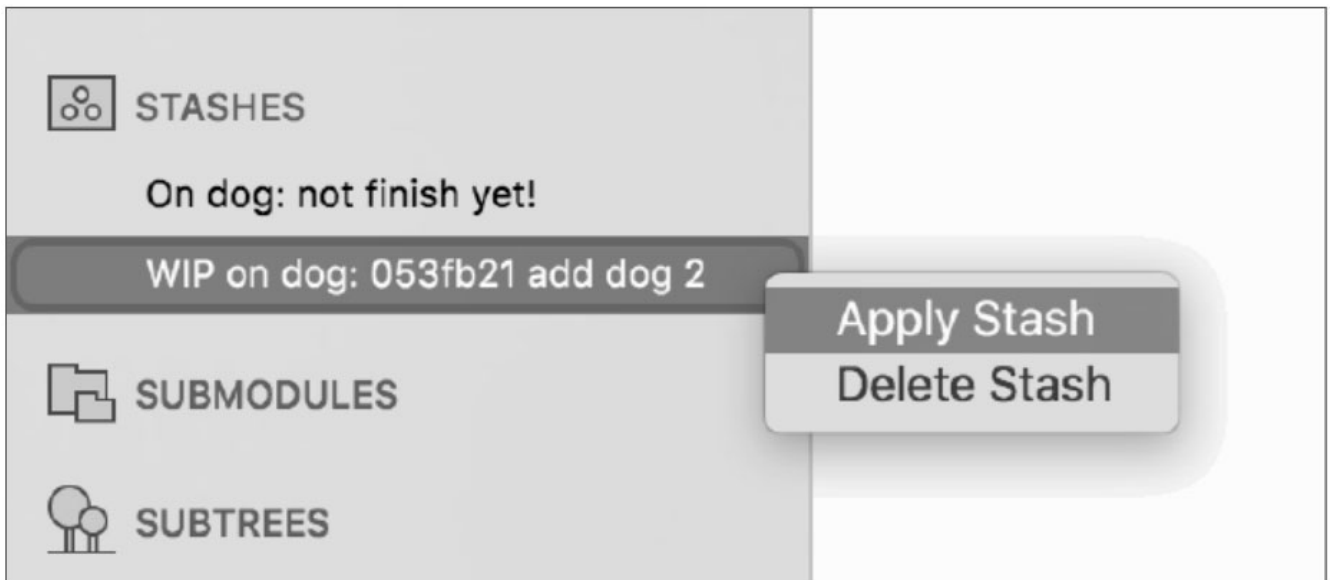 STASHES
On dog: not finish yet!
WIP on dog: 053fb21 add dog 2
Apply Stash
Delete Stash
SUBMODULES
SUBTREES